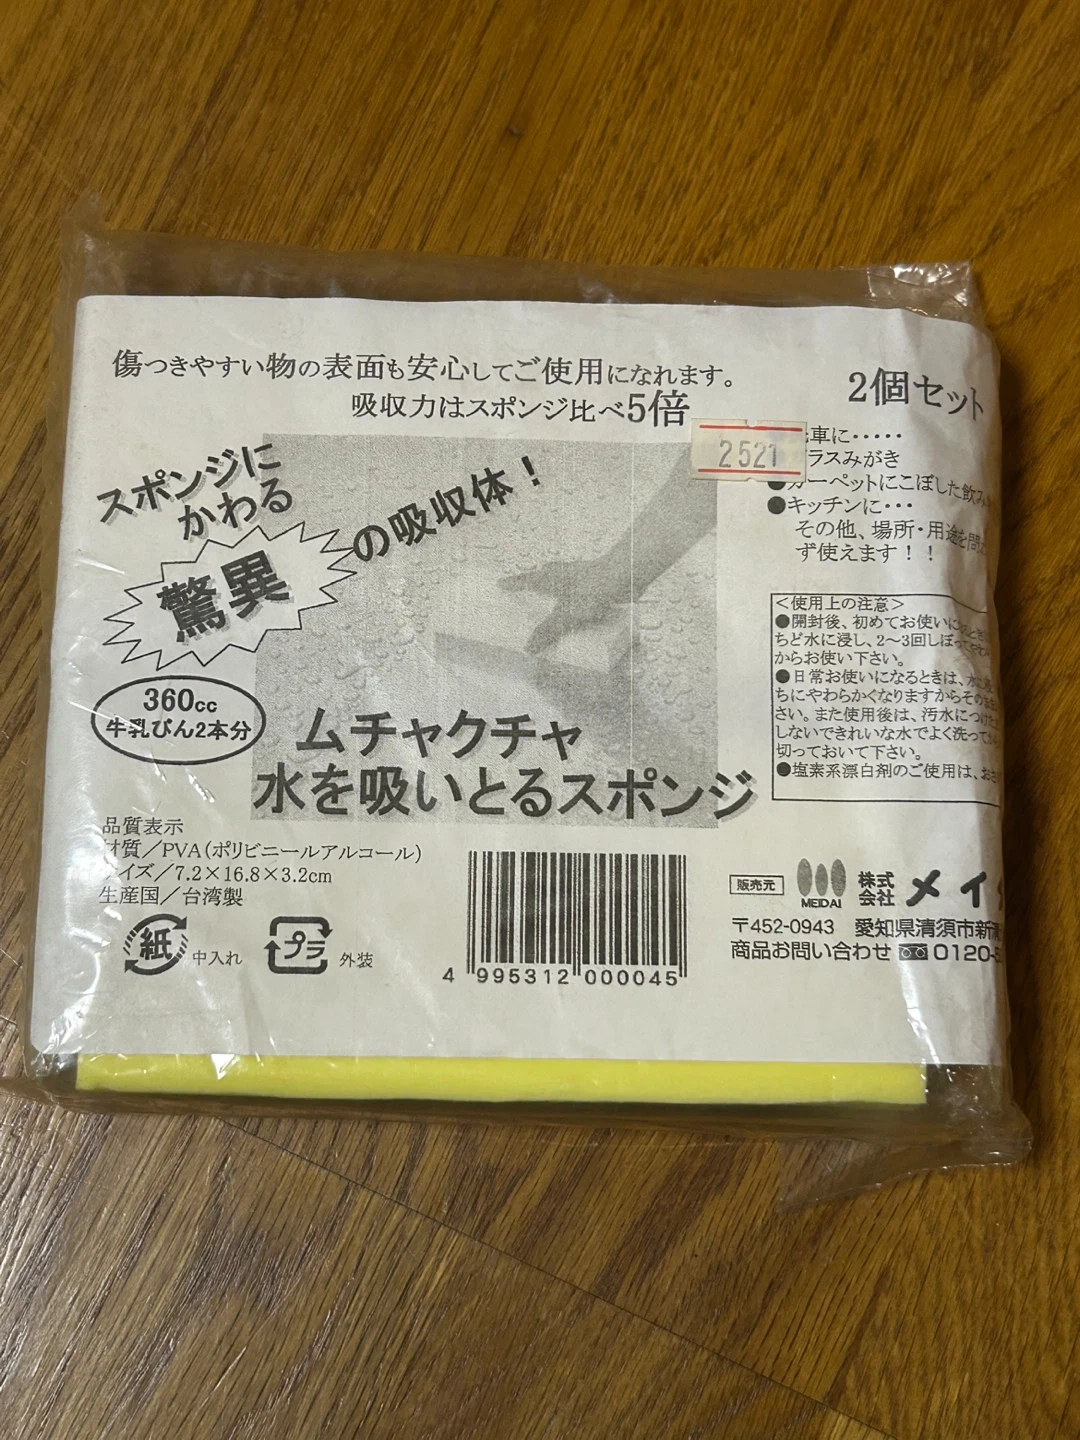 傷つきやすい物の表面も安心してご使用になれます。
吸収力はスポンジ比べ5倍
スポンジに
かわる
驚異
の吸収体！
360cc
牛乳びん2本分
ムチャクチャ
水を吸いとるスポンジ
品質表示
材質／PVA(ポリビニールアルコール)
イズ／7.2×16.8×3.2cm
生産国／台湾製
紙 中入れ
プラ 外装
4 995312 000045
2個セット
2521
車に・・・・・
ラスみがき
●カーペットにこぼした飲み
●キッチンに・・・
その他、場所・用途を問
ず使えます！！
＜使用上の注意＞
●開封後、初めてお使いに
ちど水に浸し、2～3回しぼ
からお使い下さい。
●日常お使いになるときは、水
ちにやわらかくなりますからそのま
さい。また使用後は、汚水につけた
しないできれいな水でよく洗って
切っておいて下さい。
●塩素系漂白剤のご使用は、お
販売元
MEIDAI
株式会社 メイ
〒452-0943 愛知県清須市新
商品お問い合わせ 0120-